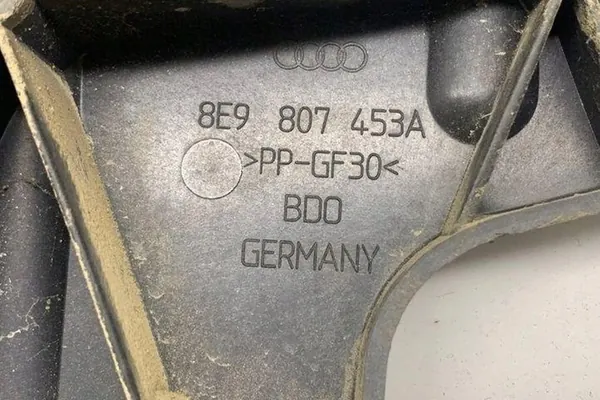 8E9 807 453A
>PP-GF30<
BDO
GERMANY